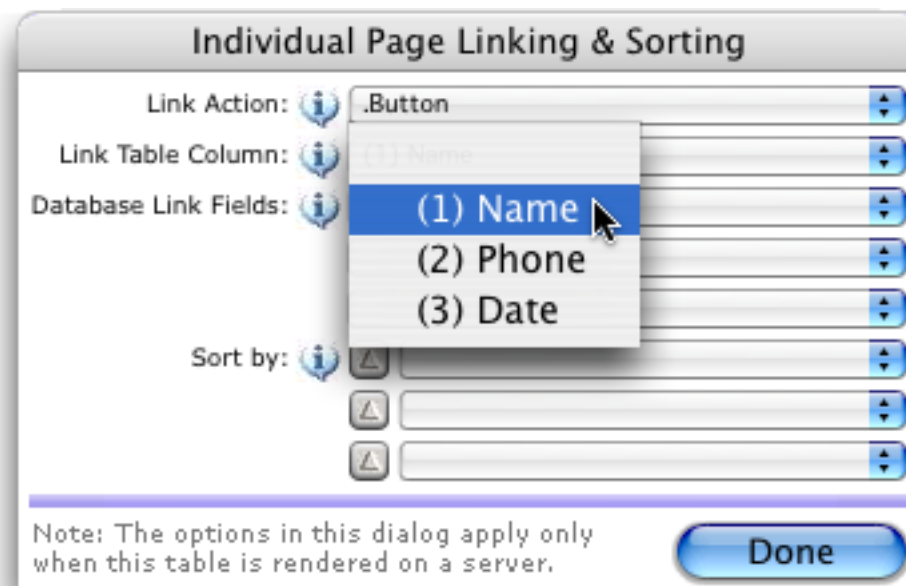 Individual Page Linking & Sorting
Link Action: .Button
Link Table Column: (1) Name
Database Link Fields:
(1) Name
(2) Phone
(3) Date
Sort by:
Note: The options in this dialog apply only
when this table is rendered on a server.
Done